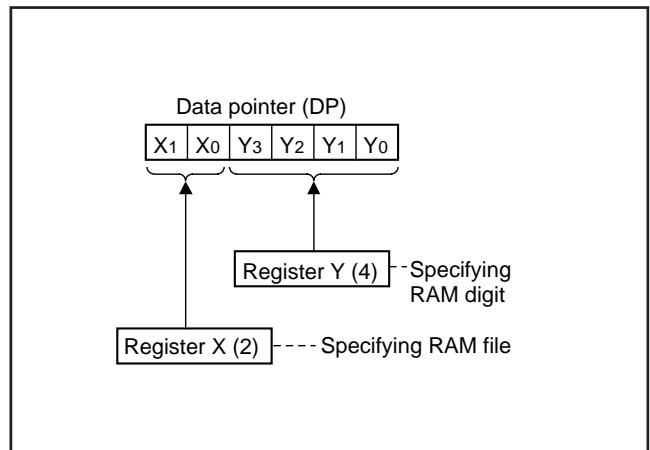 Data pointer (DP)
X1 X0 Y3 Y2 Y1 Y0
Register Y (4)
Specifying
RAM digit
Register X (2)
Specifying RAM file